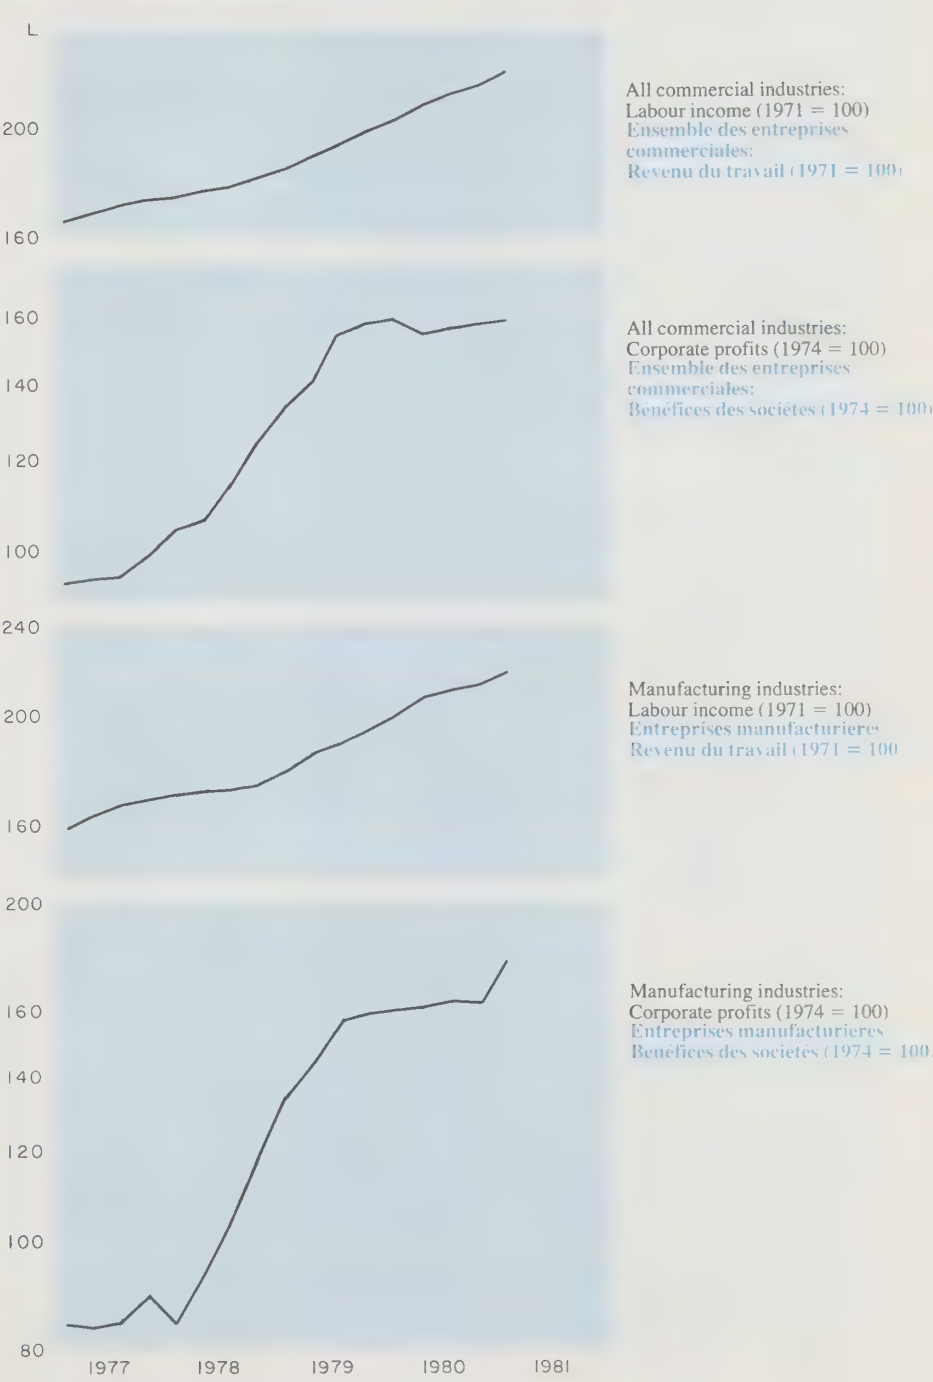 L
200
160
All commercial industries:
Labour income (1971 = 100)
Ensemble des entreprises
commerciales:
Revenu du travail (1971 = 100)
160
140
120
100
All commercial industries:
Corporate profits (1974 = 100)
Ensemble des entreprises
commerciales:
Bénéfices des sociétés (1974 = 100)
240
200
160
Manufacturing industries:
Labour income (1971 = 100)
Entreprises manufacturières
Revenu du travail (1971 = 100
200
160
140
120
100
80
Manufacturing industries:
Corporate profits (1974 = 100)
Entreprises manufacturières
Bénéfices des sociétés (1974 = 100
1977 1978 1979 1980 1981